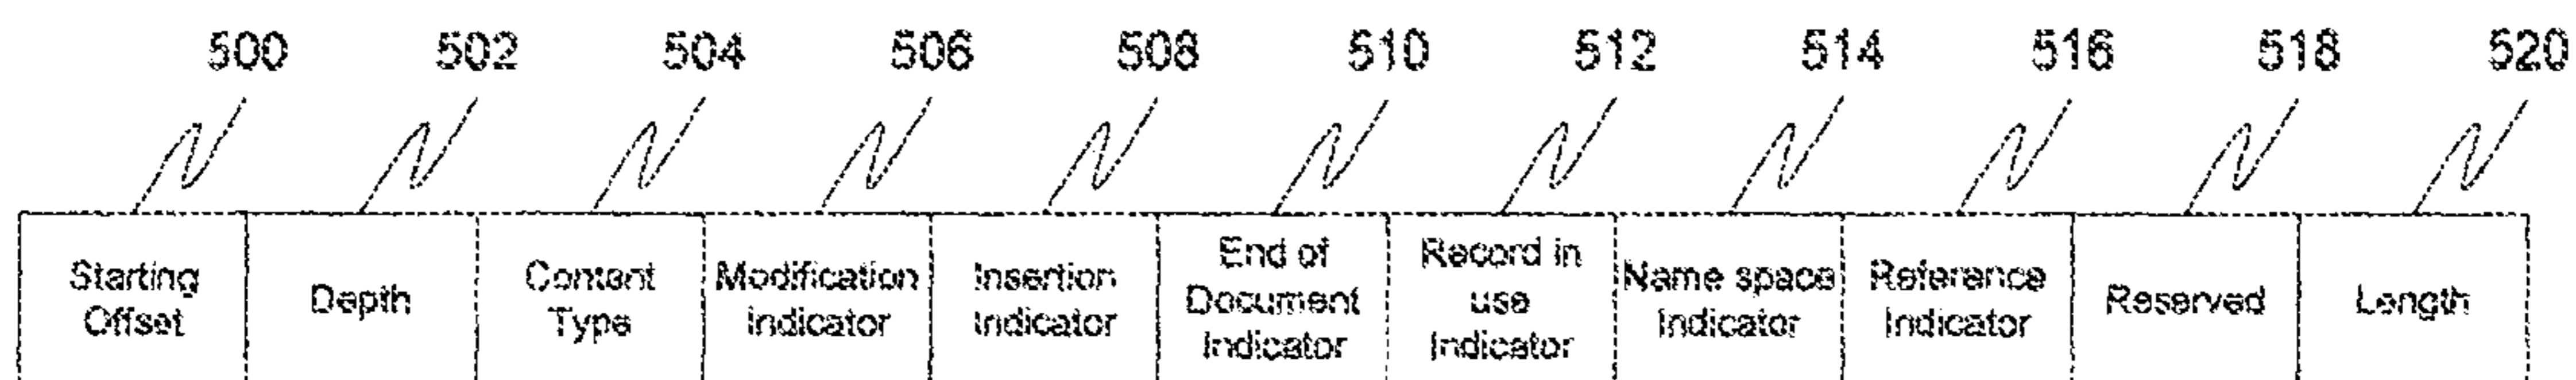 500 502 504 506 508 510 512 514 516 518 520
Starting
Offset
Depth
Content
Type
Modification
Indicator
Insertion
Indicator
End of
Document
Indicator
Record in
use
Indicator
Name space
Indicator
Reference
Indicator
Reserved
Length